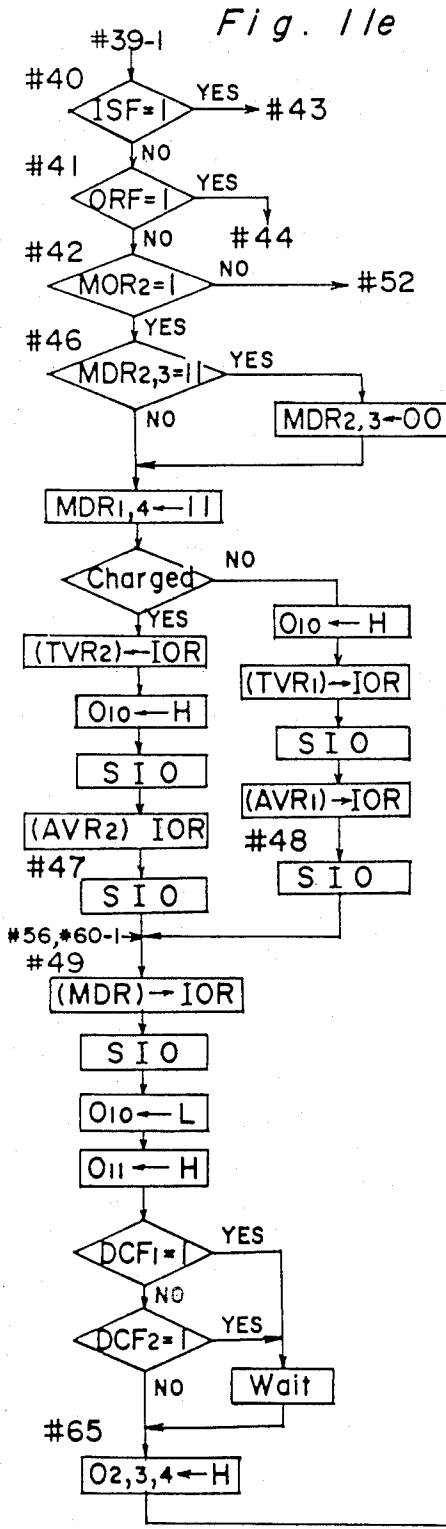 Fig. 11e
#39-1
#40
ISF=1
YES
#43
NO
#41
ORF=1
YES
#44
NO
#42
MOR2=1
NO
#52
YES
#46
MDR2,3=11
YES
NO
MDR2,3←00
MDR1,4←11
Charged
NO
YES
(TVR2)←IOR
O10←H
SIO
(AVR2) IOR
#47
SIO
O10←H
(TVR1)→IOR
SIO
(AVR1)→IOR
#48
SIO
#56,#60-1
#49
(MDR)→IOR
SIO
O10←L
O11←H
DCF1=1
YES
NO
DCF2=1
YES
NO
Wait
#65
O2,3,4←H